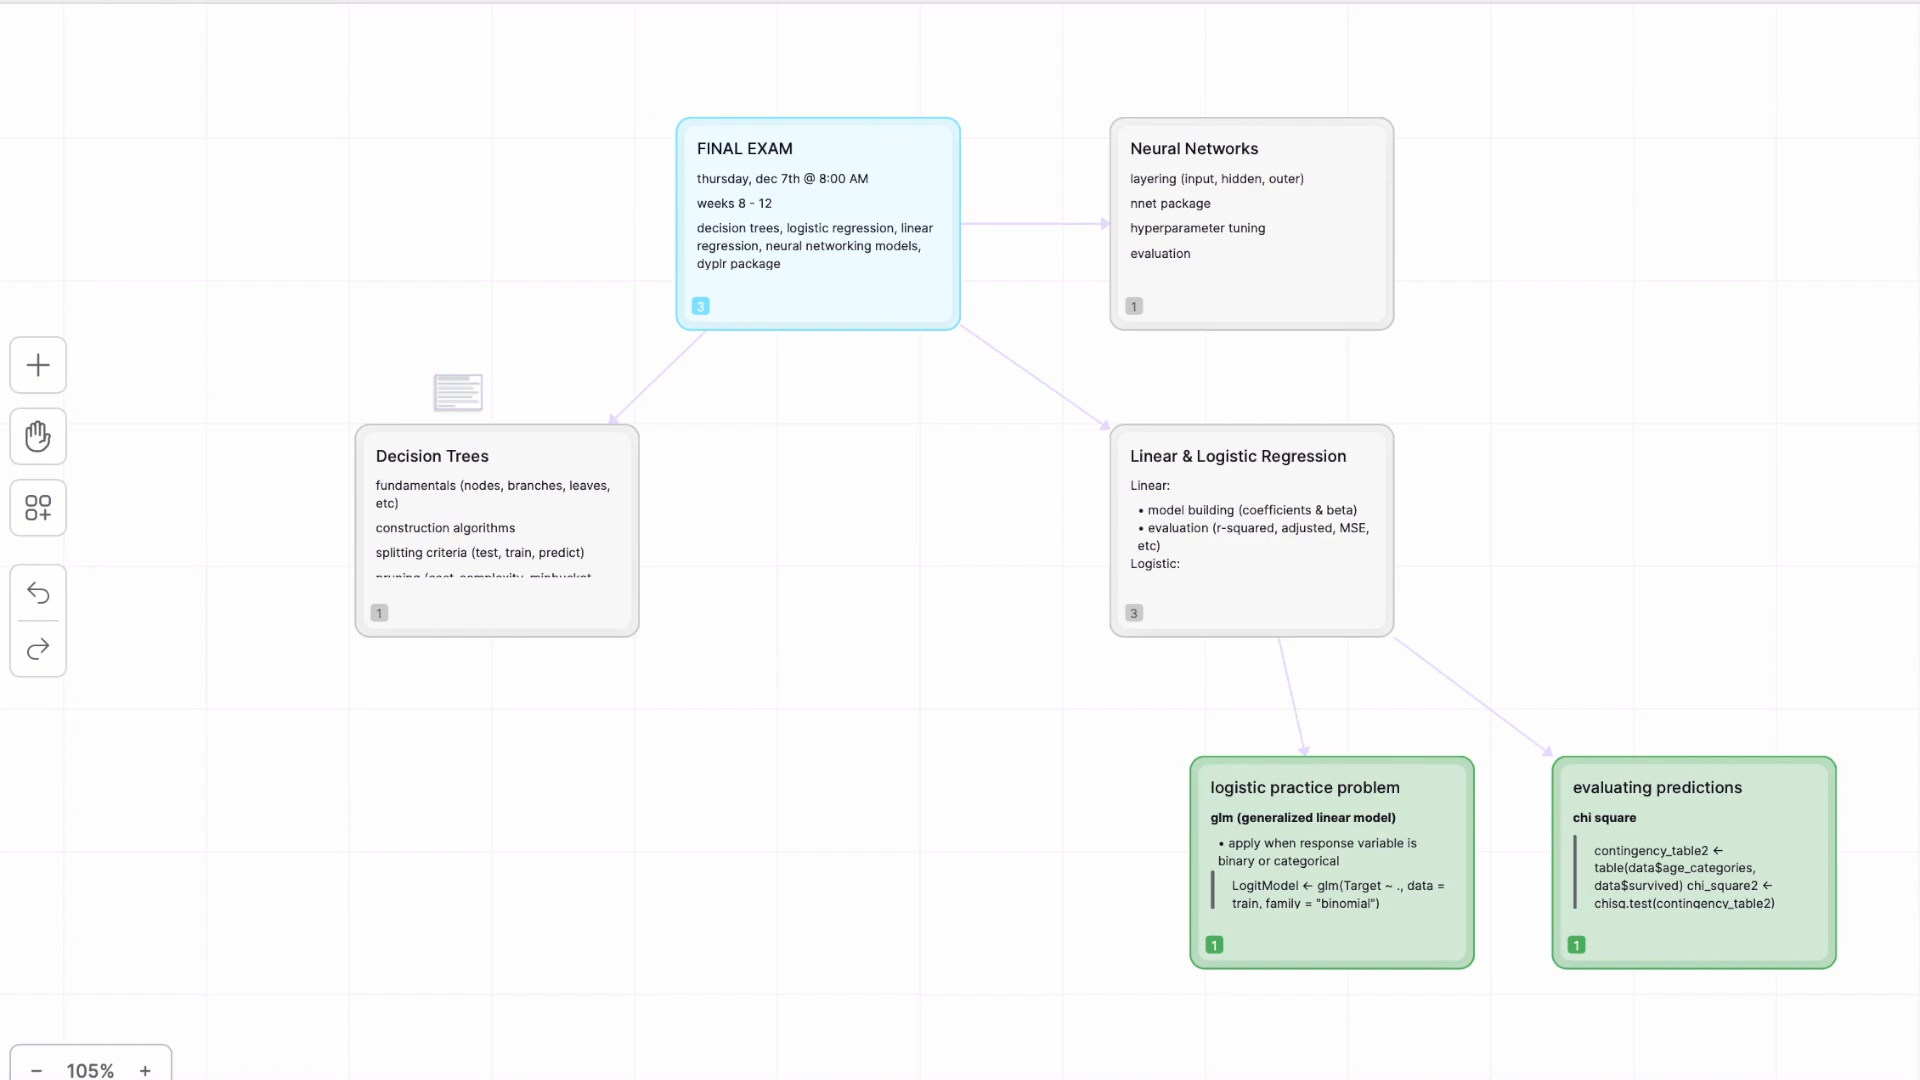 FINAL EXAM
thursday, dec 7th @ 8:00 AM
weeks 8 - 12
decision trees, logistic regression, linear
regression, neural networking models,
dyplr package
3
Neural Networks
layering (input, hidden, outer)
nnet package
hyperparameter tuning
evaluation
1
Decision Trees
fundamentals (nodes, branches, leaves,
etc)
construction algorithms
splitting criteria (test, train, predict)
pruning (cost-complexity, minbucket
1
Linear & Logistic Regression
Linear:
• model building (coefficients & beta)
• evaluation (r-squared, adjusted, MSE,
etc)
Logistic:
3
logistic practice problem
glm (generalized linear model)
• apply when response variable is
binary or categorical
LogitModel ← glm(Target ~ ., data =
train, family = "binomial")
1
evaluating predictions
chi square
contingency_table2 ←
table(data$age_categories,
data$survived) chi_square2 ←
chisq.test(contingency_table2)
1
− 105% +